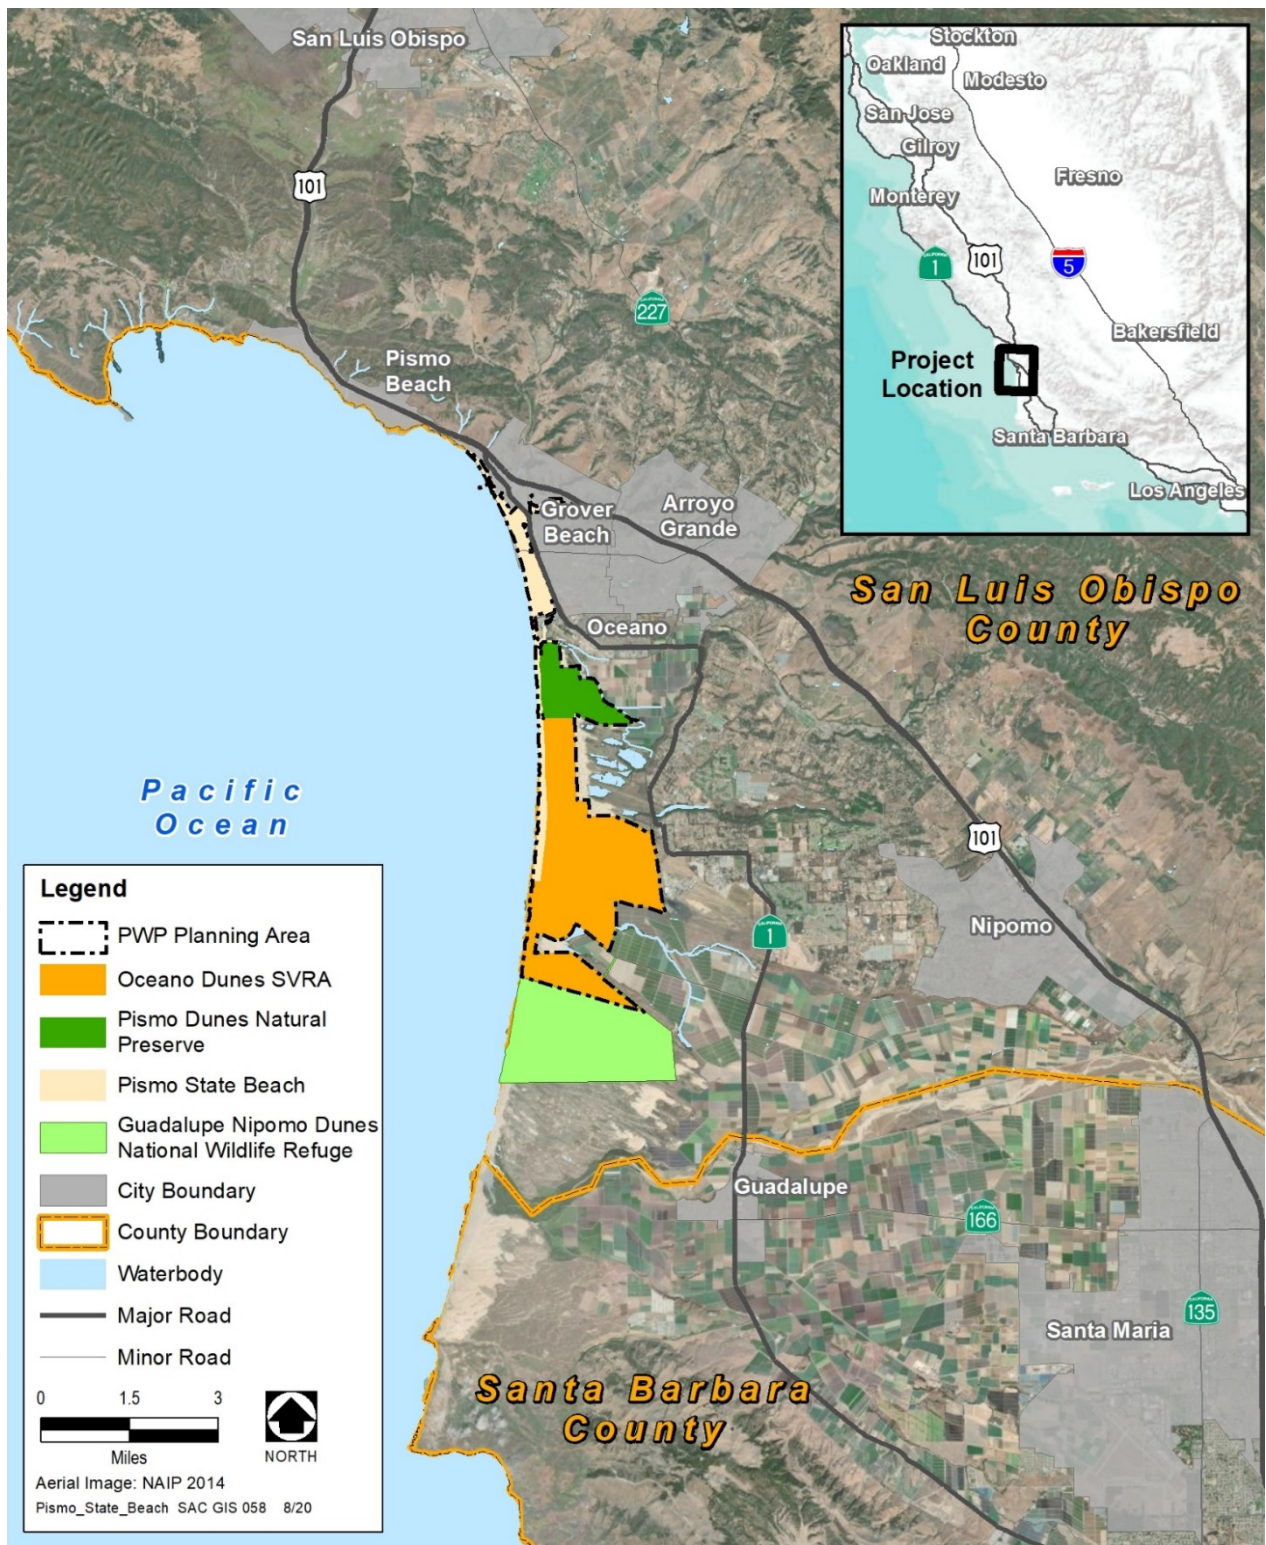 San Luis Obispo
101
227
Pismo
Beach
Grover
Beach
Arroyo
Grande
Oceano
Stockton
Oakland
Modesto
San Jose
Gilroy
Fresno
Monterey
CALIFORNIA
1
101
5
Bakersfield
Project
Location
Santa Barbara
Los Angeles
San Luis Obispo
County
Pacific
Ocean
101
Nipomo
CALIFORNIA
1
Guadalupe
CALIFORNIA
166
CALIFORNIA
135
Santa Maria
Santa Barbara
County
Legend
PWP Planning Area
Oceano Dunes SVRA
Pismo Dunes Natural
Preserve
Pismo State Beach
Guadalupe Nipomo Dunes
National Wildlife Refuge
City Boundary
County Boundary
Waterbody
Major Road
Minor Road
0 1.5 3
Miles
NORTH
Aerial Image: NAIP 2014
Pismo_State_Beach SAC GIS 058 8/20